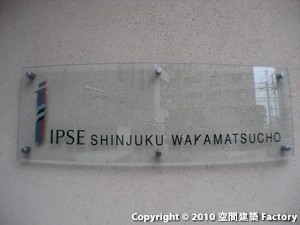 IPSE SHINJUKU WAKAMATSUCHO
Copyright © 2010 空間建築 Factory